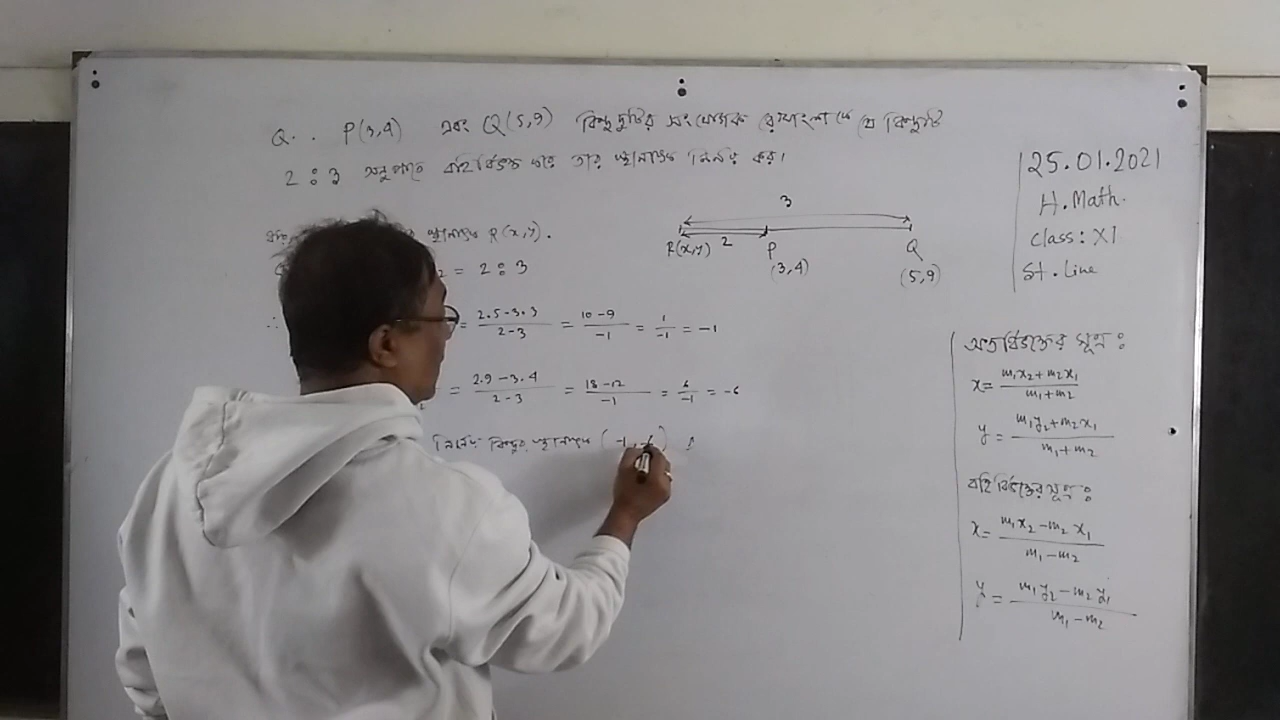 Q. . P(3,4) এবং Q(5,9) বিন্দুদুটির সংযোজক রেখাংশকে যে বিন্দুটি
2 : 3 অনুপাতে বহির্বিভক্ত করে তার স্থানাঙ্ক নির্ণয় কর।
স্থানাঙ্ক R(x,y).
= 2 : 3
∴ = 2.5-3.3 / 2-3 = 10-9 / -1 = 1 / -1 = -1
= 2.9-3.4 / 2-3 = 18-12 / -1 = 6 / -1 = -6
নির্ণেয় বিন্দুর স্থানাঙ্ক ( -1,
3
R(x,y) 2 P Q
(3,4) (5,9)
25.01.2021
H.Math.
Class: XI
St. Line
অন্তর্বিভক্তের সূত্র :
x= m₁x₂+m₂x₁ / m₁+m₂
y= m₁y₂+m₂x₁ / m₁+m₂
বহির্বিভক্তের সূত্র :
x= m₁x₂-m₂x₁ / m₁-m₂
y = m₁y₂-m₂y₁ / m₁-m₂